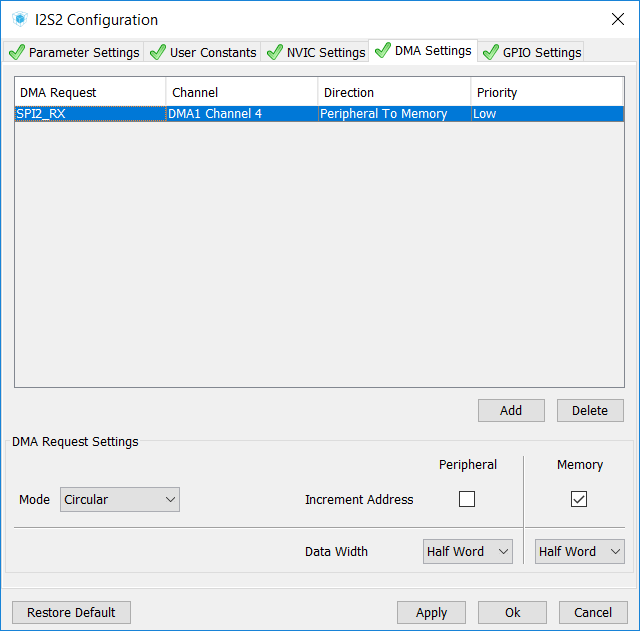 I2S2 Configuration
Parameter Settings User Constants NVIC Settings DMA Settings GPIO Settings
DMA Request Channel Direction Priority
SPI2_RX DMA1 Channel 4 Peripheral To Memory Low
Add Delete
DMA Request Settings
Peripheral Memory
Mode Circular Increment Address
Data Width Half Word Half Word
Restore Default Apply Ok Cancel